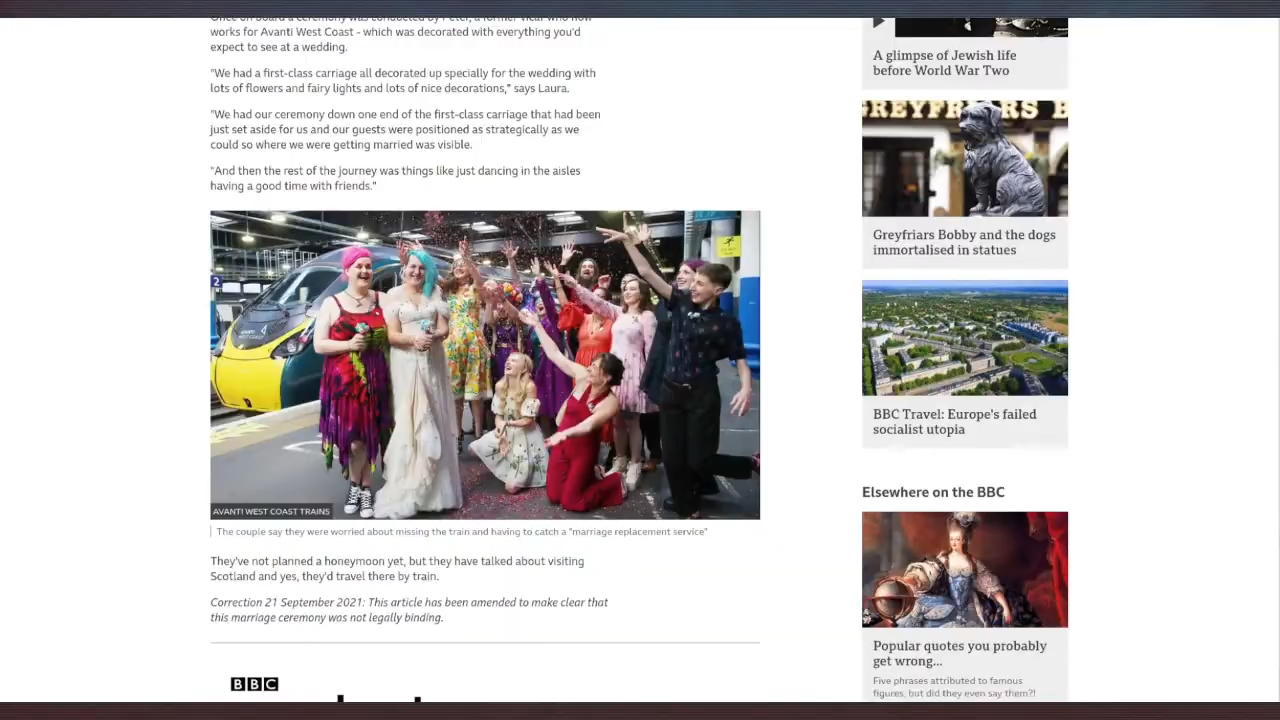 works for Avanti West Coast - which was decorated with everything you'd
expect to see at a wedding.
"We had a first-class carriage all decorated up specially for the wedding with
lots of flowers and fairy lights and lots of nice decorations," says Laura.
"We had our ceremony down one end of the first-class carriage that had been
just set aside for us and our guests were positioned as strategically as we
could so where we were getting married was visible.
"And then the rest of the journey was things like just dancing in the aisles
having a good time with friends."
2
AVANTI WEST COAST TRAINS
The couple say they were worried about missing the train and having to catch a "marriage replacement service"
They've not planned a honeymoon yet, but they have talked about visiting
Scotland and yes, they'd travel there by train.
Correction 21 September 2021: This article has been amended to make clear that
this marriage ceremony was not legally binding.
BBC
A glimpse of Jewish life
before World War Two
GREYFRIARS B
Greyfriars Bobby and the dogs
immortalised in statues
BBC Travel: Europe's failed
socialist utopia
Elsewhere on the BBC
Popular quotes you probably
get wrong...
Five phrases attributed to famous
figures, but did they even say them?!